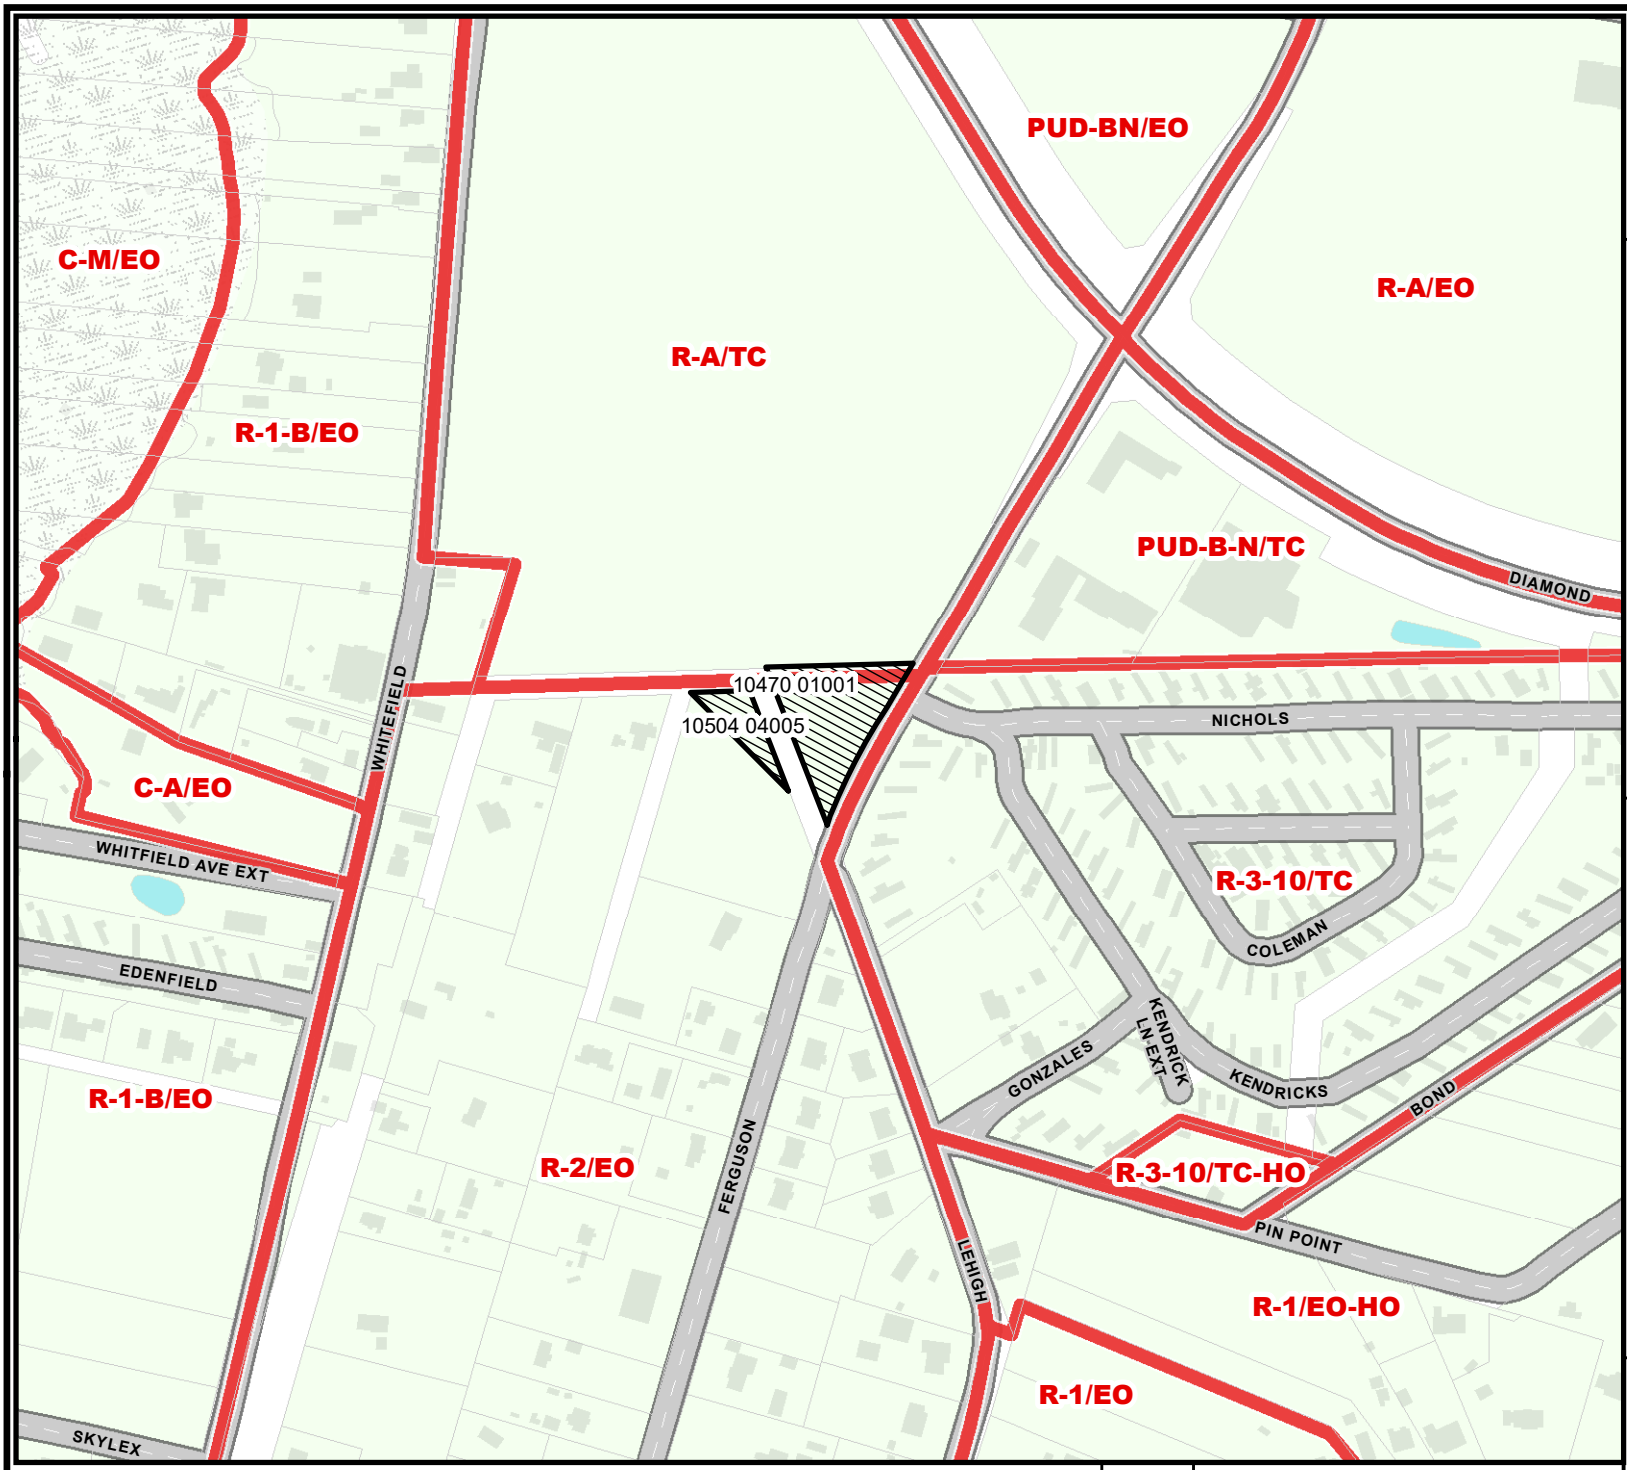 PUD-BN/EO
C-M/EO
R-A/EO
R-A/TC
R-1-B/EO
PUD-B-N/TC
DIAMOND
WHITEFIELD
10470 01001
10504 04005
NICHOLS
C-A/EO
WHITFIELD AVE EXT
R-3-10/TC
COLEMAN
EDENFIELD
KENDRICK
LN-EXT
GONZALES
KENDRICKS
BOND
R-1-B/EO
FERGUSON
R-2/EO
R-3-10/TC-HO
PIN POINT
LEHIGH
R-1/EO-HO
R-1/EO
SKYLEX